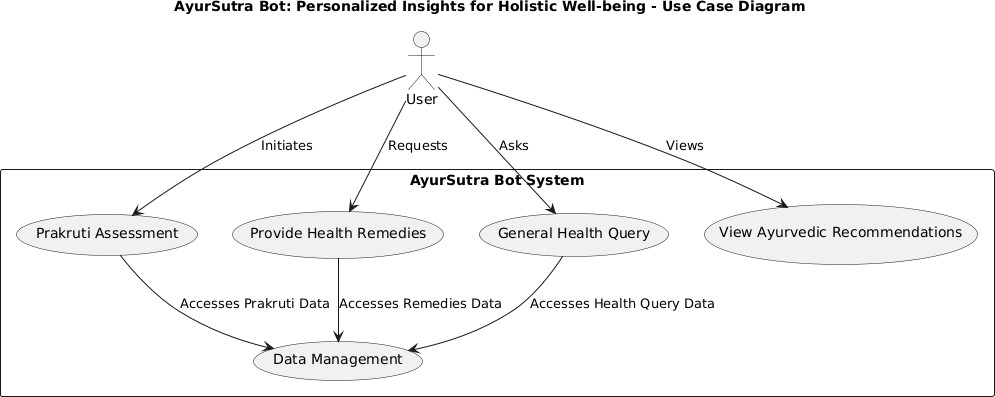 AyurSutra Bot: Personalized Insights for Holistic Well-being - Use Case Diagram
User
Initiates
Requests
Asks
Views
AyurSutra Bot System
Prakruti Assessment
Provide Health Remedies
General Health Query
View Ayurvedic Recommendations
Accesses Prakruti Data
Accesses Remedies Data
Accesses Health Query Data
Data Management